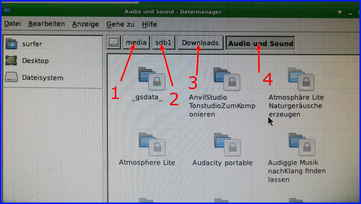 Audio und Sound - Dateimanager
Datei Bearbeiten Anzeige Gehe zu Hilfe
surfer
Desktop
Dateisystem
media sdb1 Downloads Audio und Sound
1 2 3 4
_gsdata_
AnvilStudio
TonstudioZumKomp
onieren
Atmosphäre Lite
Naturgeräusche
erzeugen
Atmosphere Lite
Audacity portable
Audiggle Musik
nachKlang finden
lassen